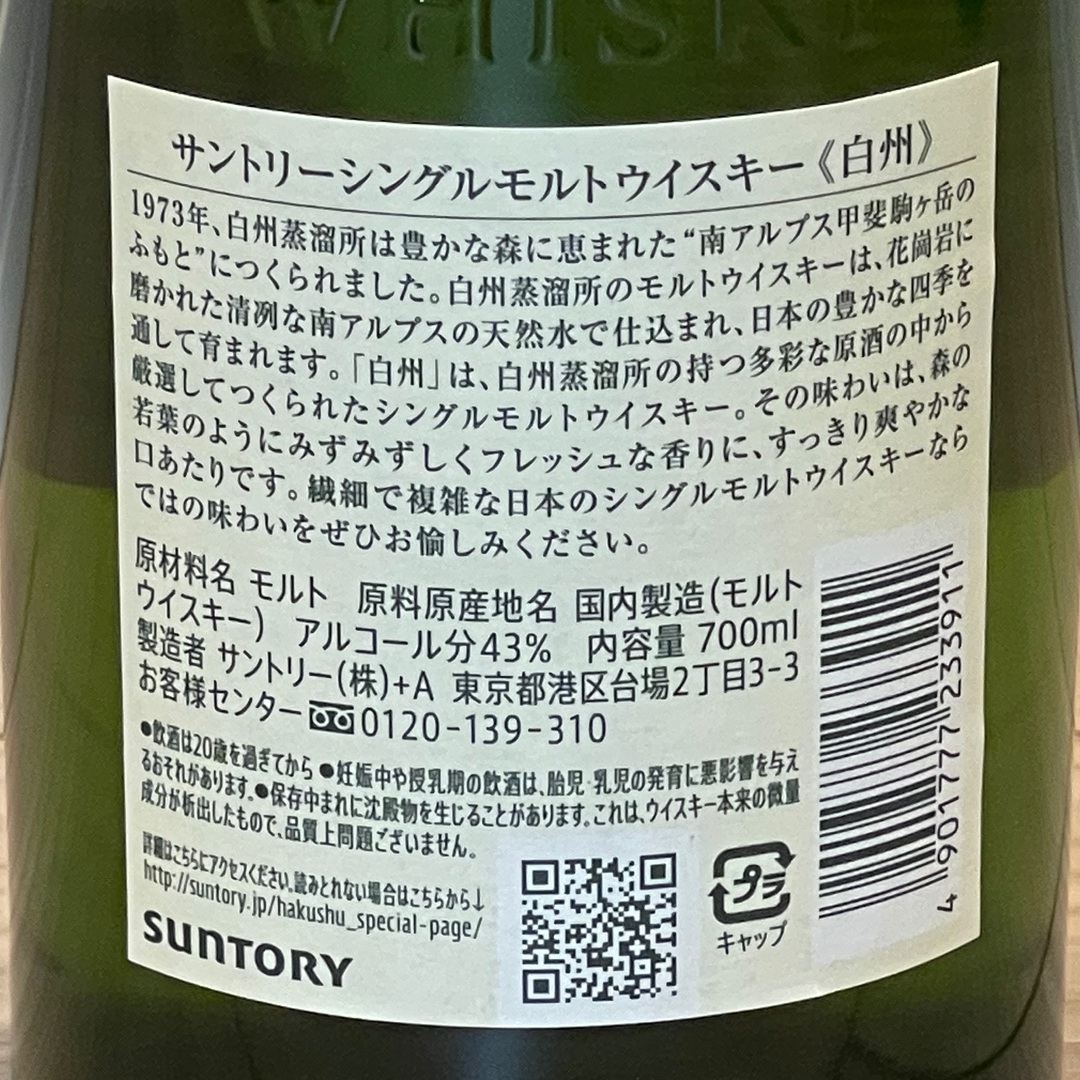 WHISKY
サントリーシングルモルトウイスキー《白州》
1973年、白州蒸溜所は豊かな森に恵まれた“南アルプス甲斐駒ヶ岳の
ふもと”につくられました。白州蒸溜所のモルトウイスキーは、花崗岩に
磨かれた清冽な南アルプスの天然水で仕込まれ、日本の豊かな四季を
通して育まれます。「白州」は、白州蒸溜所の持つ多彩な原酒の中から
厳選してつくられたシングルモルトウイスキー。その味わいは、森の
若葉のようにみずみずしくフレッシュな香りに、すっきり爽やかな
口あたりです。繊細で複雑な日本のシングルモルトウイスキーなら
ではの味わいをぜひお愉しみください。
原材料名 モルト 原料原産地名 国内製造(モルト
ウイスキー) アルコール分43% 内容量 700ml
製造者 サントリー(株)+A 東京都港区台場2丁目3-3
お客様センター 0120-139-310
●飲酒は20歳を過ぎてから ●妊娠中や授乳期の飲酒は、胎児・乳児の発育に悪影響を与え
るおそれがあります。●保存中まれに沈殿物を生じることがあります。これは、ウイスキー本来の微量
成分が析出したもので、品質上問題ございません。
詳細はこちらにアクセスください。読みとれない場合はこちらから↓
http://suntory.jp/hakushu_special-page/
SUNTORY
プラ
キャップ
4 901777 233911